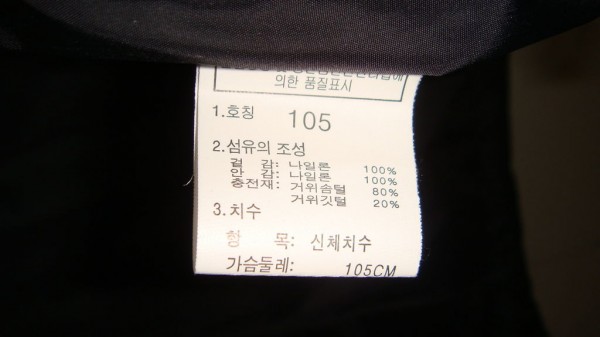 의한 품질표시
1.호칭 105
2.섬유의 조성
겉 감: 나일론 100%
안 감: 나일론 100%
충전재: 거위솜털 80%
거위깃털 20%
3.치수
항 목: 신체치수
가슴둘레: 105CM